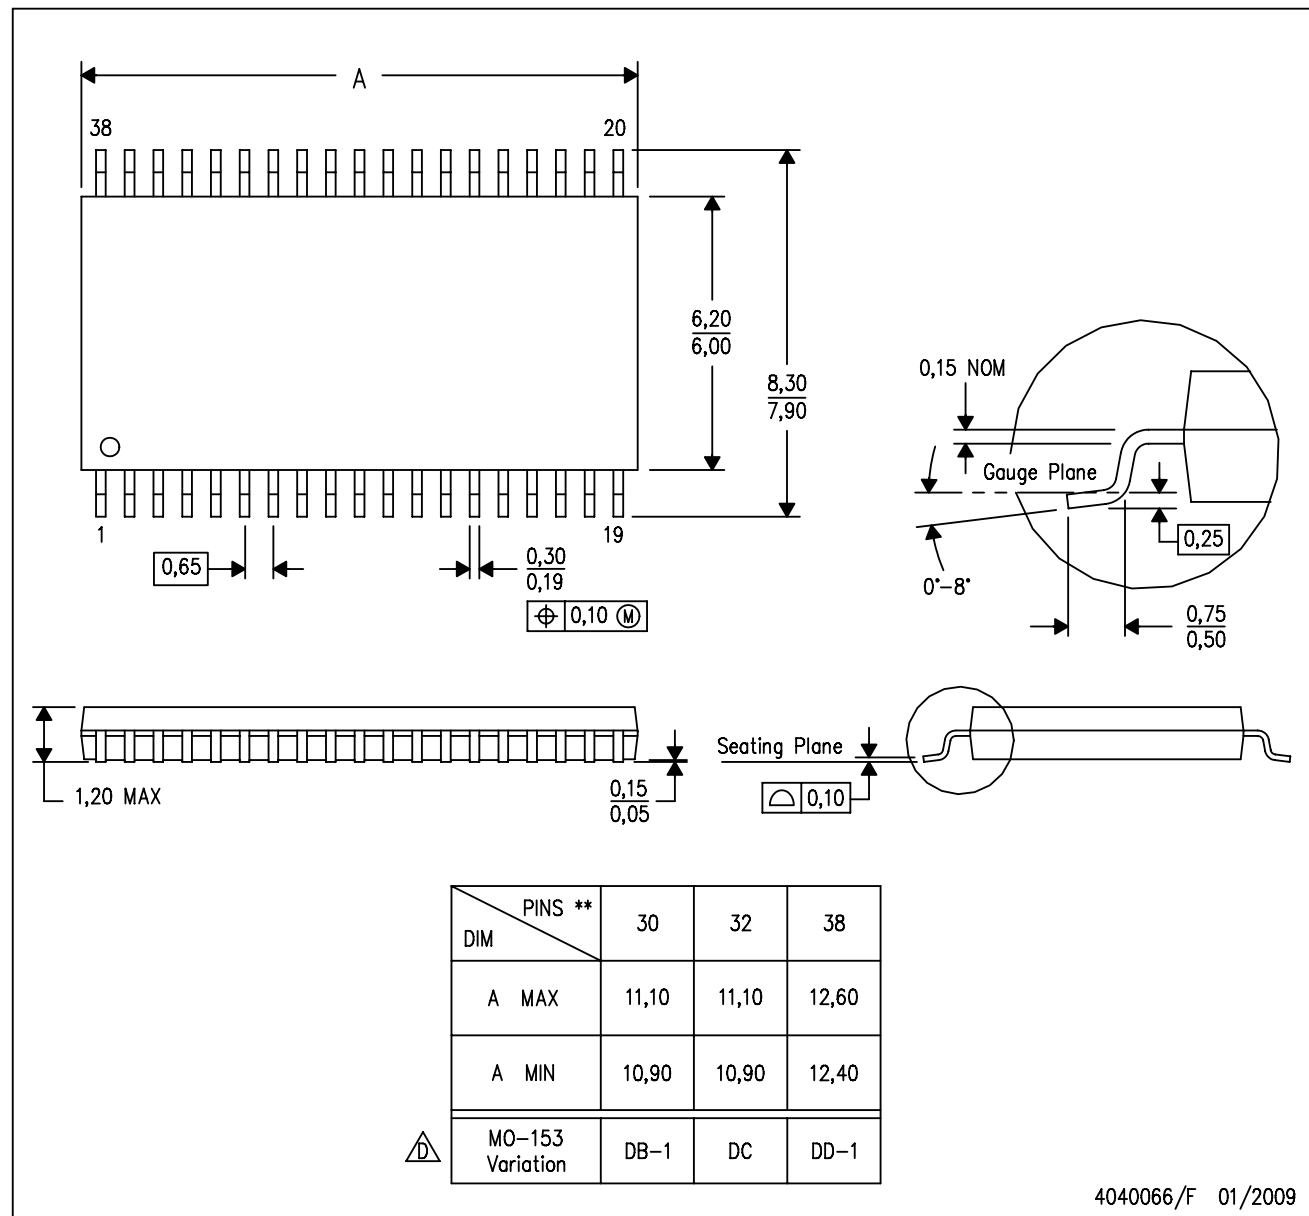 A
38 20
6,20
6,00
8,30
7,90
1 19
0,65
0,30
0,19
0,10 M
0,15 NOM
Gauge Plane
0,25
0°-8°
0,75
0,50
1,20 MAX
0,15
0,05
Seating Plane
0,10
PINS ** 30 32 38
DIM
A MAX 11,10 11,10 12,60
A MIN 10,90 10,90 12,40
D
MO-153
Variation DB-1 DC DD-1
4040066/F 01/2009